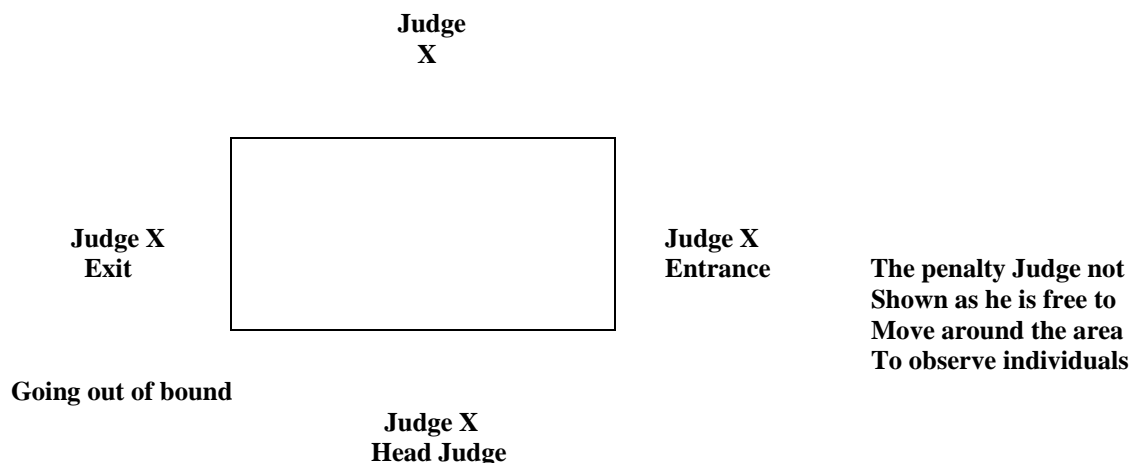 Judge
X
Judge X
Exit
Judge X
Entrance
The penalty Judge not
Shown as he is free to
Move around the area
To observe individuals
Going out of bound
Judge X
Head Judge